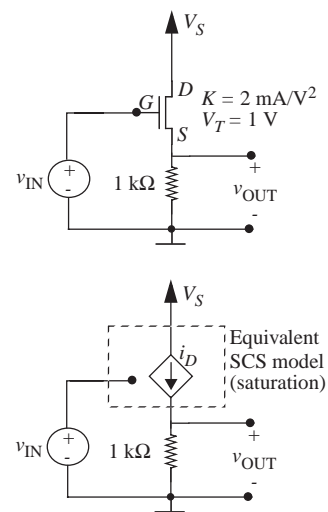 V_S
D
G
K = 2 mA/V²
V_T = 1 V
S
+
-
v_IN
1 kΩ
+
v_OUT
-
V_S
Equivalent
SCS model
(saturation)
i_D
+
-
v_IN
1 kΩ
+
v_OUT
-